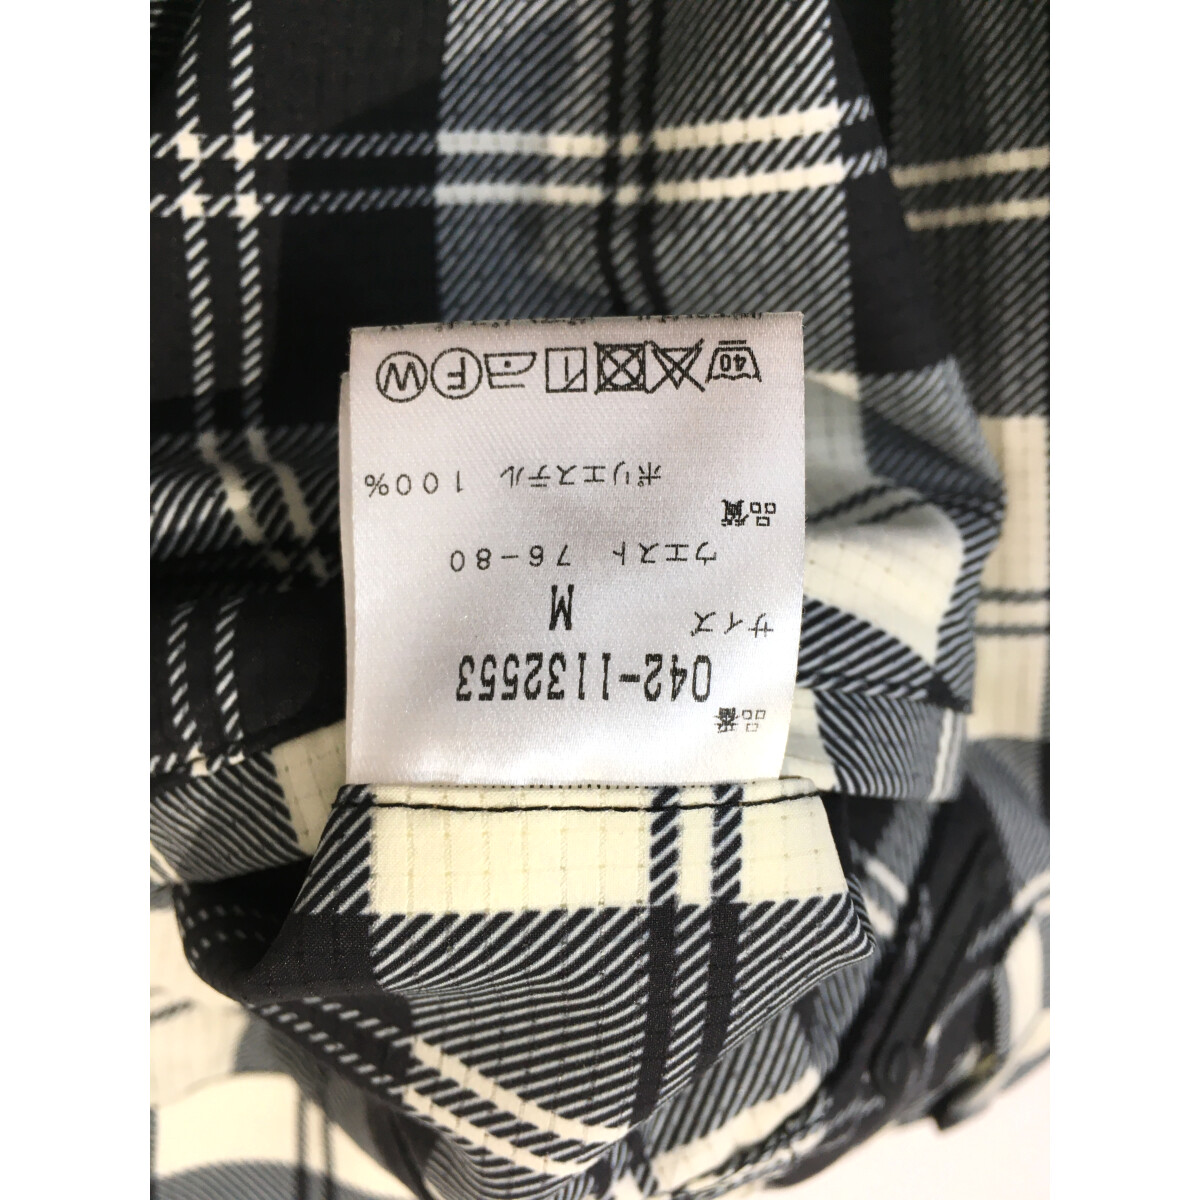 品番
042-1132553
サイズ
M
ウエスト 76-80
品質
ポリエステル 100%
40 F W